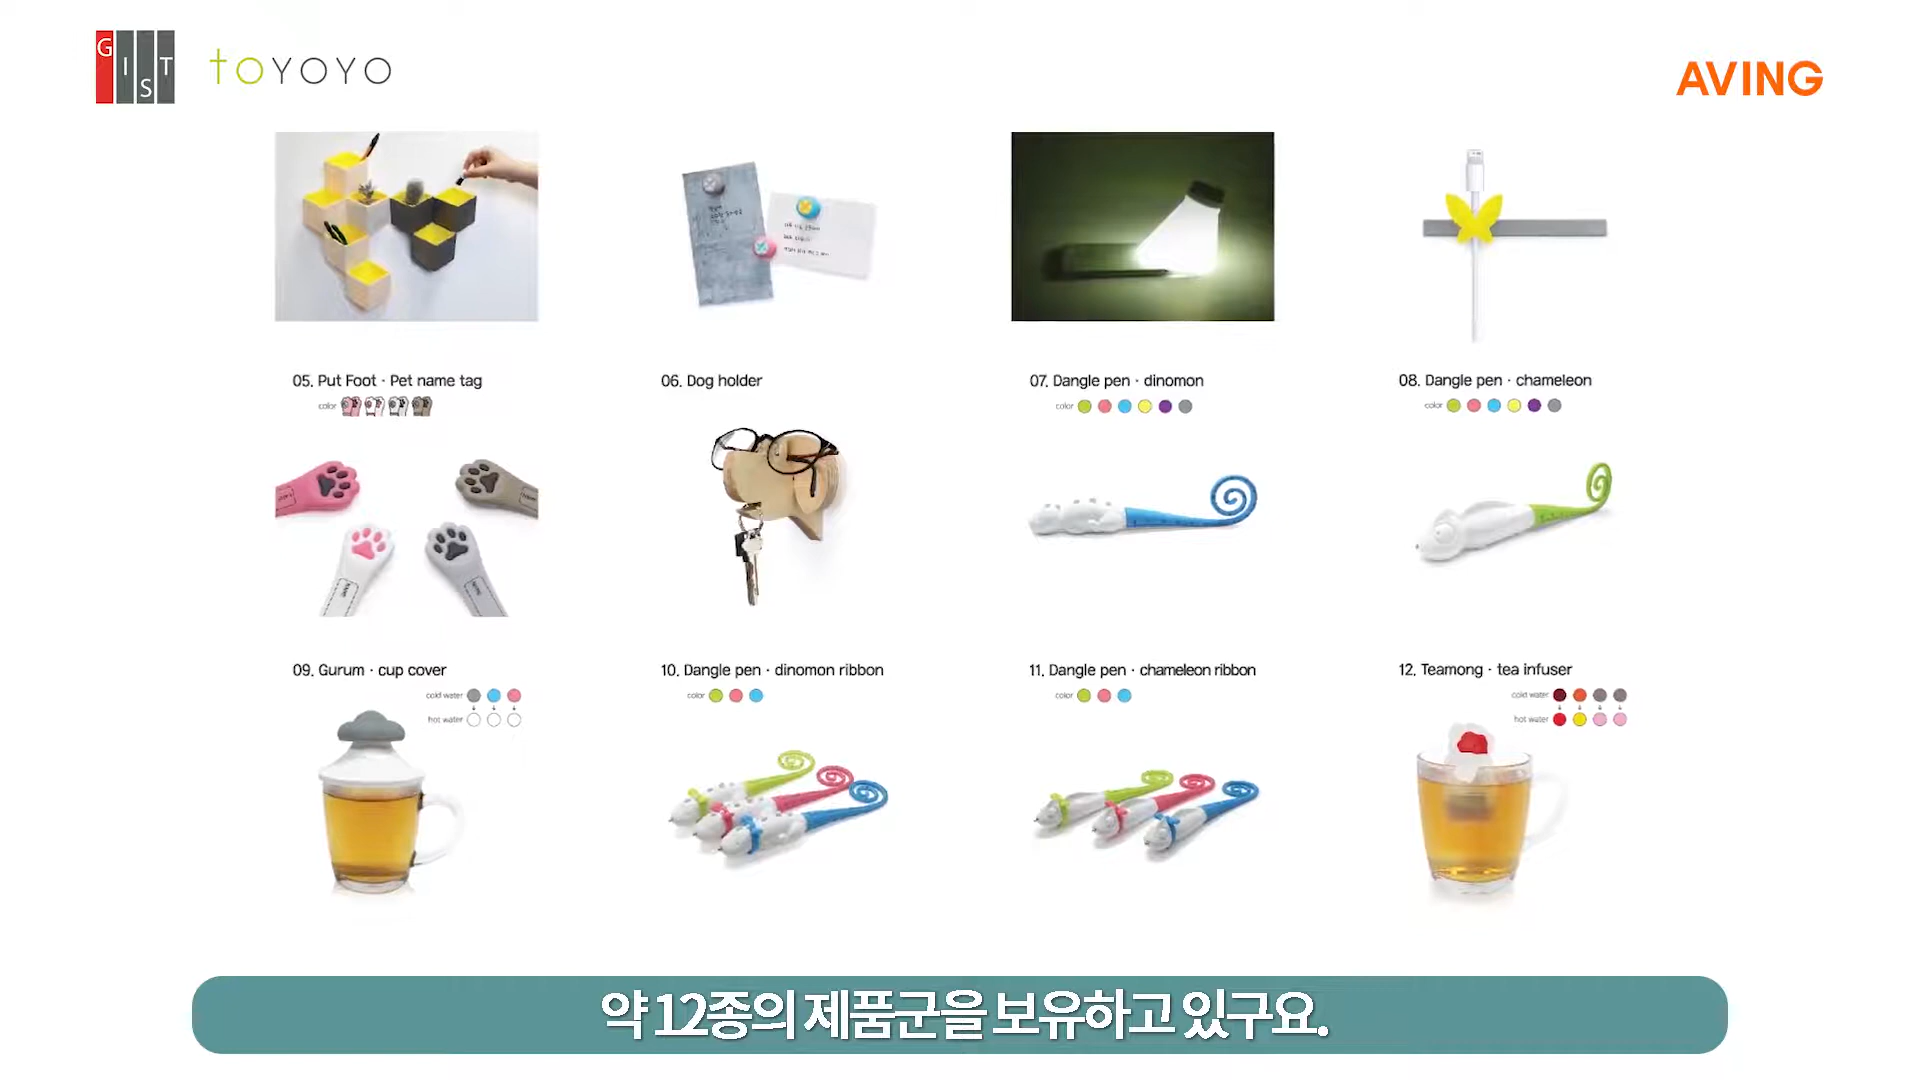 GIST
toyoyo
AVING
05. Put Foot · Pet name tag
color
06. Dog holder
07. Dangle pen · dinomon
color
08. Dangle pen · chameleon
color
09. Gurum · cup cover
cold water
hot water
10. Dangle pen · dinomon ribbon
color
11. Dangle pen · chameleon ribbon
color
12. Teamong · tea infuser
cold water
hot water
약 12종의 제품군을 보유하고 있구요.